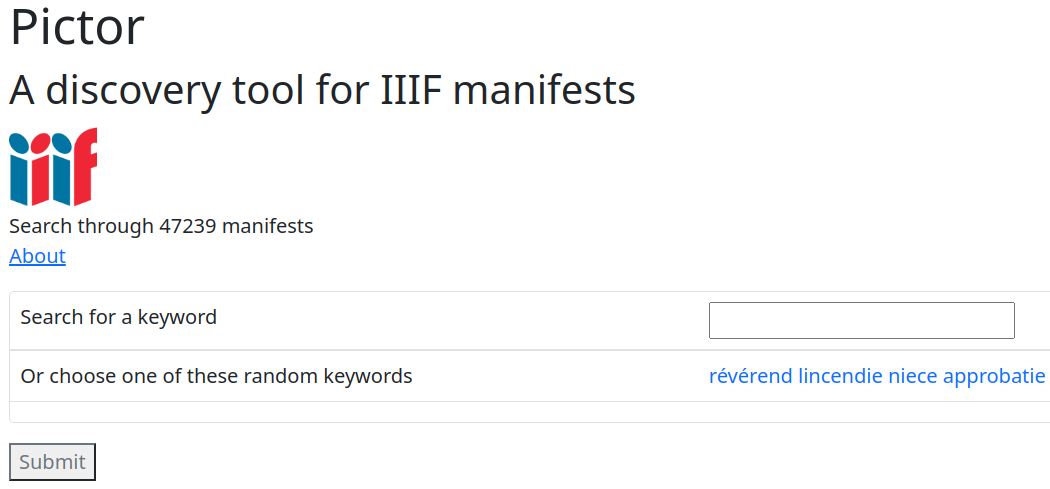 Pictor
A discovery tool for IIIF manifests
iiif
Search through 47239 manifests
About
Search for a keyword
Or choose one of these random keywords révérend lincendie niece approbatie
Submit